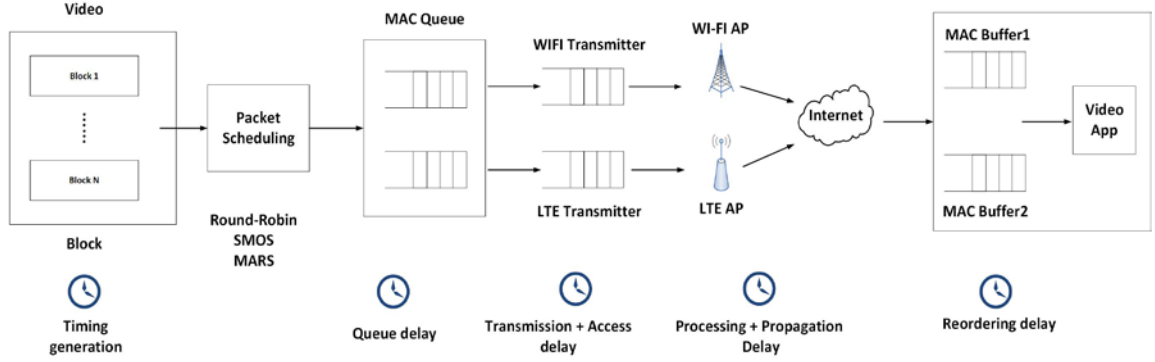 Video
Block 1
Block N
Block
Packet
Scheduling
Round-Robin
SMOS
MARS
MAC Queue
WIFI Transmitter
LTE Transmitter
WI-FI AP
LTE AP
Internet
MAC Buffer1
MAC Buffer2
Video
App
Timing
generation
Queue delay
Transmission + Access
delay
Processing + Propagation
Delay
Reordering delay